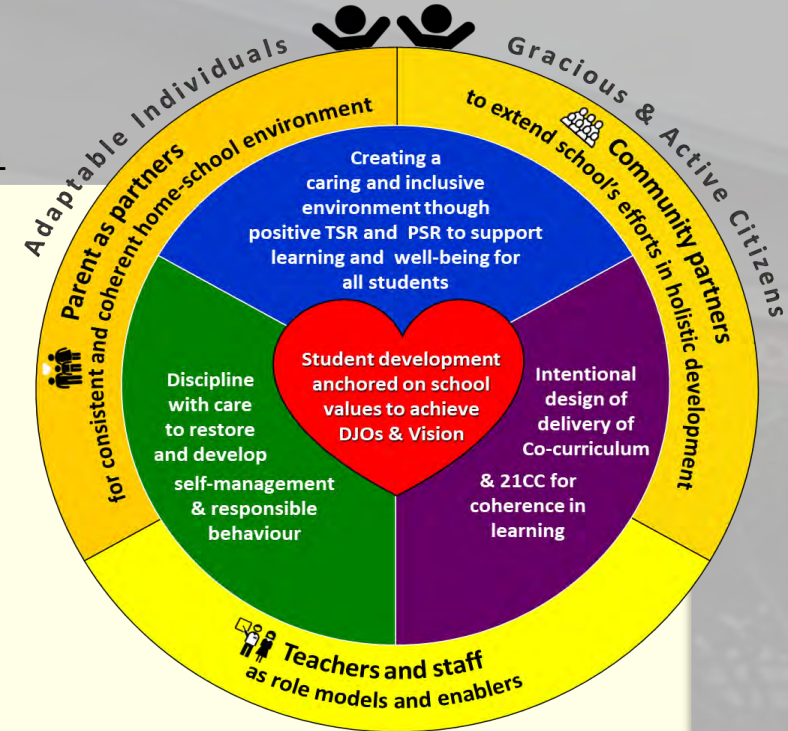 Adaptable Individuals
Gracious & Active Citizens
Parent as partners
for consistent and coherent home-school environment
Community partners
to extend school's efforts in holistic development
Creating a
caring and inclusive
environment though
positive TSR and PSR to support
learning and well-being for
all students
Student development
anchored on school
values to achieve
DJOs & Vision
Discipline
with care
to restore
and develop
self-management
& responsible
behaviour
Intentional
design of
delivery of
Co-curriculum
& 21CC for
coherence in
learning
Teachers and staff
as role models and enablers